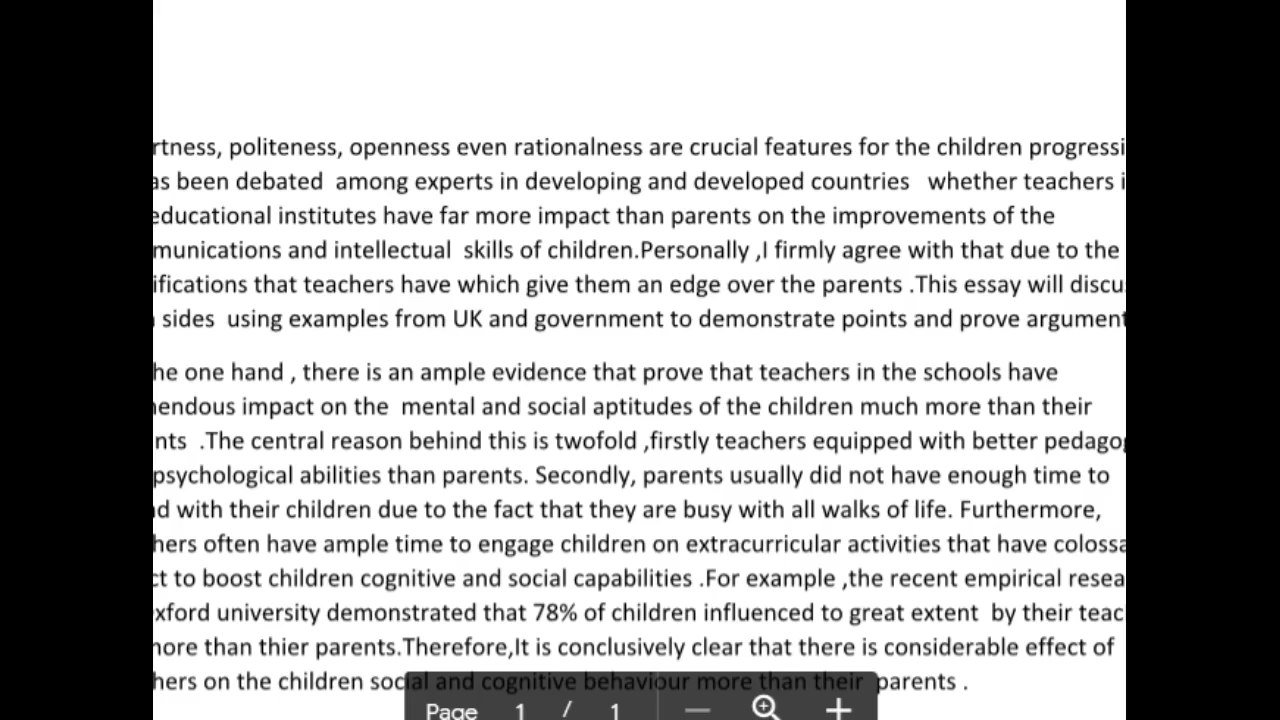 rtness, politeness, openness even rationalness are crucial features for the children progressi
as been debated  among experts in developing and developed countries   whether teachers i
educational institutes have far more impact than parents on the improvements of the
munications and intellectual  skills of children.Personally ,I firmly agree with that due to the
ifications that teachers have which give them an edge over the parents .This essay will discu
sides  using examples from UK and government to demonstrate points and prove argument
he one hand , there is an ample evidence that prove that teachers in the schools have
endous impact on the  mental and social aptitudes of the children much more than their
nts  .The central reason behind this is twofold ,firstly teachers equipped with better pedagog
psychological abilities than parents. Secondly, parents usually did not have enough time to
d with their children due to the fact that they are busy with all walks of life. Furthermore,
hers often have ample time to engage children on extracurricular activities that have colossa
ct to boost children cognitive and social capabilities .For example ,the recent empirical resea
xford university demonstrated that 78% of children influenced to great extent  by their teac
more than thier parents.Therefore,It is conclusively clear that there is considerable effect of
hers on the children social and cognitive behaviour more than their  parents .
Page 1 / 1